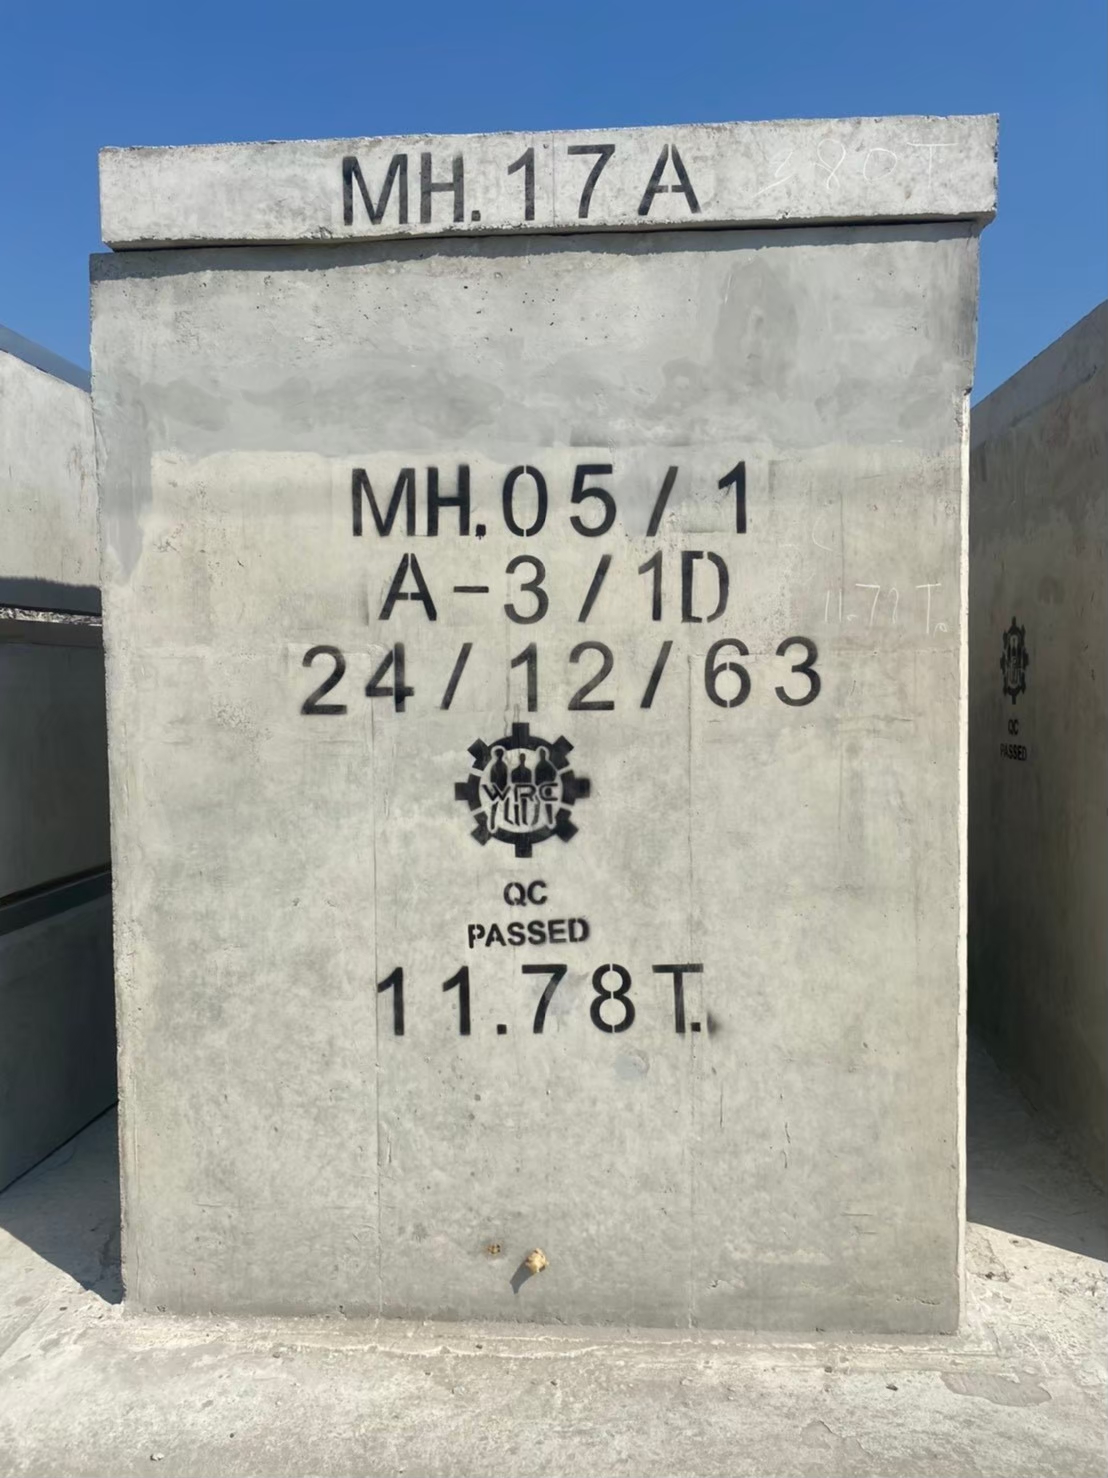 MH.17A
MH.05/1
A-3/1D
24/12/63
WRC
QC
PASSED
11.78T.
QC
PASSED